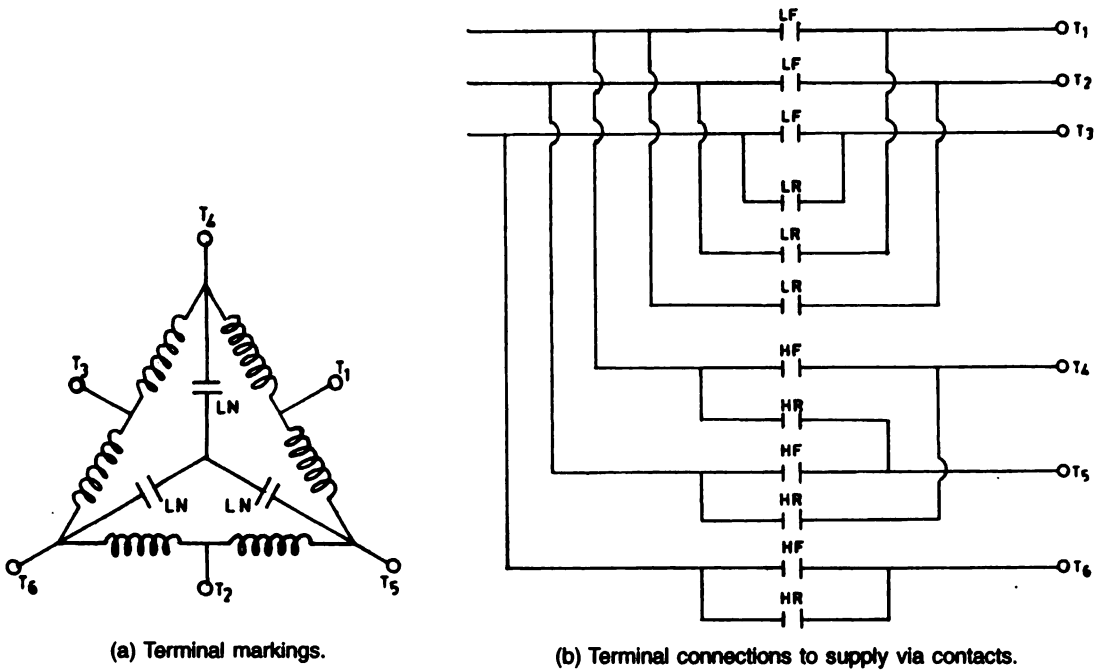 T4
T3
T1
LN
LN
LN
T6
T2
T5
(a) Terminal markings.
LF
T1
LF
T2
LF
T3
LR
LR
LR
HF
T4
HR
HF
T5
HR
HF
T6
HR
(b) Terminal connections to supply via contacts.